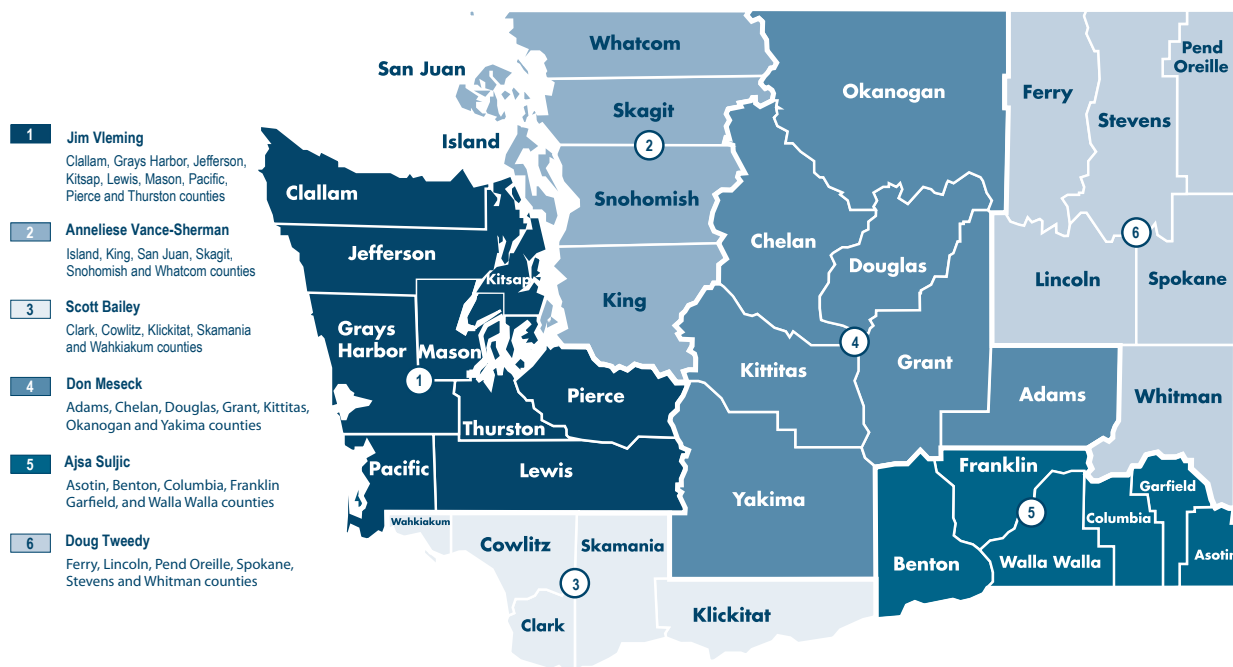 1
Jim Vleming
Clallam, Grays Harbor, Jefferson,
Kitsap, Lewis, Mason, Pacific,
Pierce and Thurston counties
2
Anneliese Vance-Sherman
Island, King, San Juan, Skagit,
Snohomish and Whatcom counties
3
Scott Bailey
Clark, Cowlitz, Klickitat, Skamania
and Wahkiakum counties
4
Don Meseck
Adams, Chelan, Douglas, Grant, Kittitas,
Okanogan and Yakima counties
5
Ajsa Suljic
Asotin, Benton, Columbia, Franklin
Garfield, and Walla Walla counties
6
Doug Tweedy
Ferry, Lincoln, Pend Oreille, Spokane,
Stevens and Whitman counties
Whatcom
San Juan
Skagit
Island
2
Snohomish
King
Clallam
Jefferson
Kitsap
Grays
Harbor
Mason
1
Pierce
Thurston
Pacific
Lewis
Wahkiakum
Cowlitz
Skamania
3
Clark
Klickitat
Okanogan
Chelan
Douglas
4
Kittitas
Grant
Adams
Yakima
Ferry
Stevens
Pend
Oreille
6
Lincoln
Spokane
Whitman
Franklin
5
Benton
Walla Walla
Columbia
Garfield
Asotin